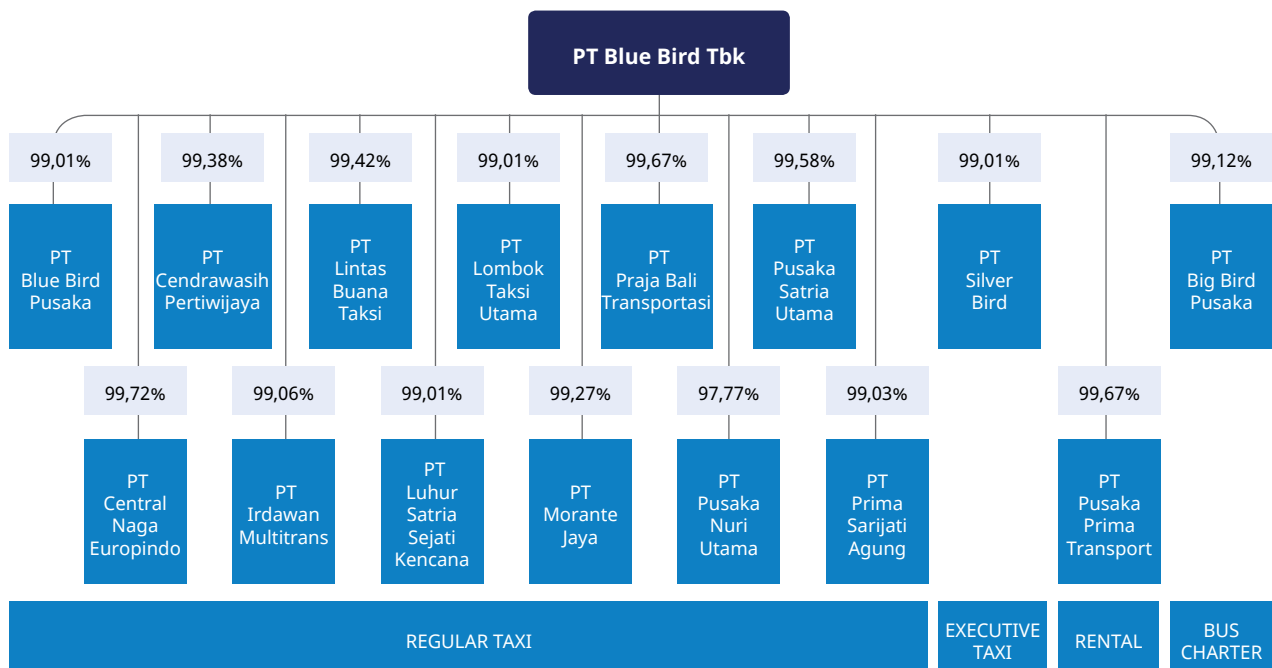 PT Blue Bird Tbk
99,01%
99,38%
99,42%
99,01%
99,67%
99,58%
99,01%
99,12%
PT
Blue Bird
Pusaka
PT
Cendrawasih
Pertiwijaya
PT
Lintas
Buana
Taksi
PT
Lombok
Taksi
Utama
PT
Praja Bali
Transportasi
PT
Pusaka
Satria
Utama
PT
Silver
Bird
PT
Big Bird
Pusaka
99,72%
99,06%
99,01%
99,27%
97,77%
99,03%
99,67%
PT
Central
Naga
Europindo
PT
Irdawan
Multitrans
PT
Luhur
Satria
Sejati
Kencana
PT
Morante
Jaya
PT
Pusaka
Nuri
Utama
PT
Prima
Sarijati
Agung
PT
Pusaka
Prima
Transport
REGULAR TAXI
EXECUTIVE
TAXI
RENTAL
BUS
CHARTER